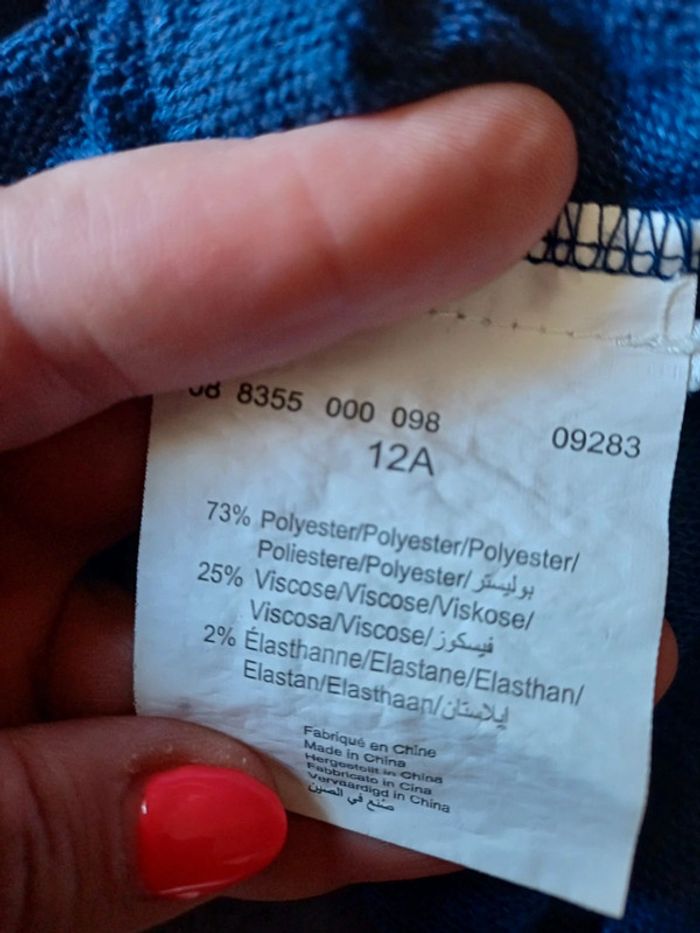 08 8355 000 098 09283
12A
73% Polyester/Polyester/Polyester/
Poliestere/Polyester/بوليستر
25% Viscose/Viscose/Viskose/
Viscosa/Viscose/فيسكوز
2% Élasthanne/Elastane/Elasthan/
Elastan/Elasthaan/إيلاستان
Fabriqué en Chine
Made in China
Hergestellt in China
Fabbricato in Cina
Vervaardigd in China
صنع في الصين